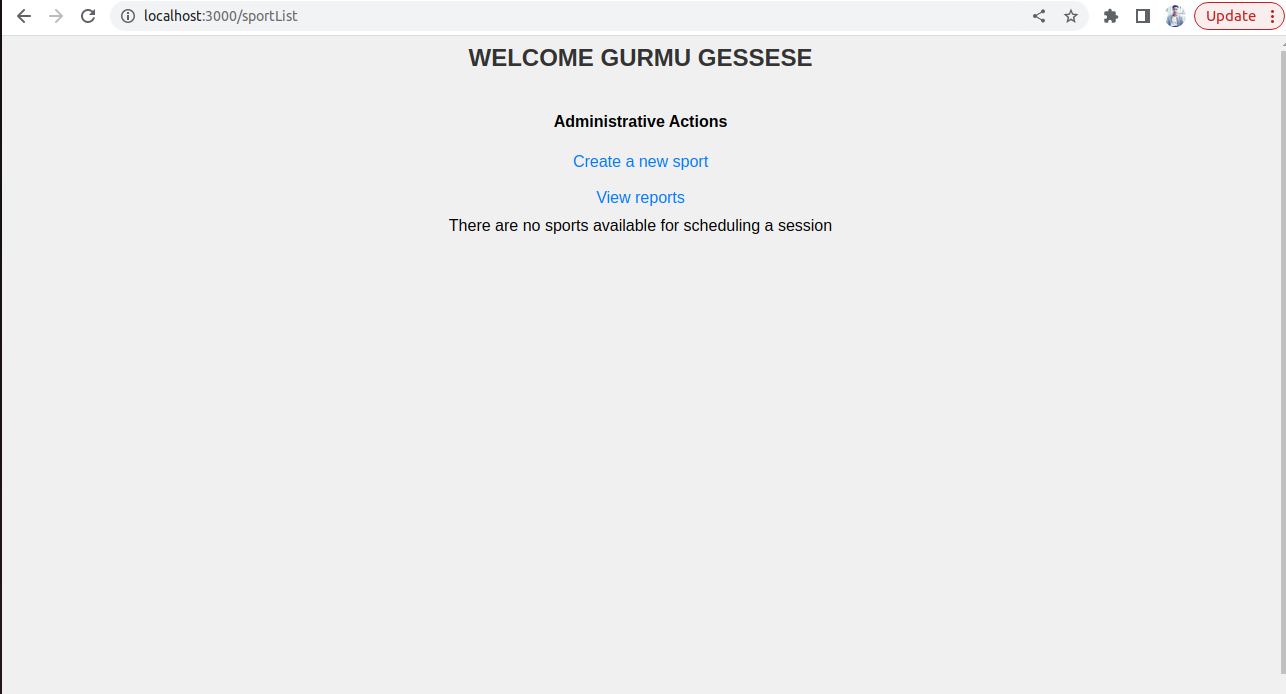 localhost:3000/sportList
Update
WELCOME GURMU GESSESE
Administrative Actions
Create a new sport
View reports
There are no sports available for scheduling a session